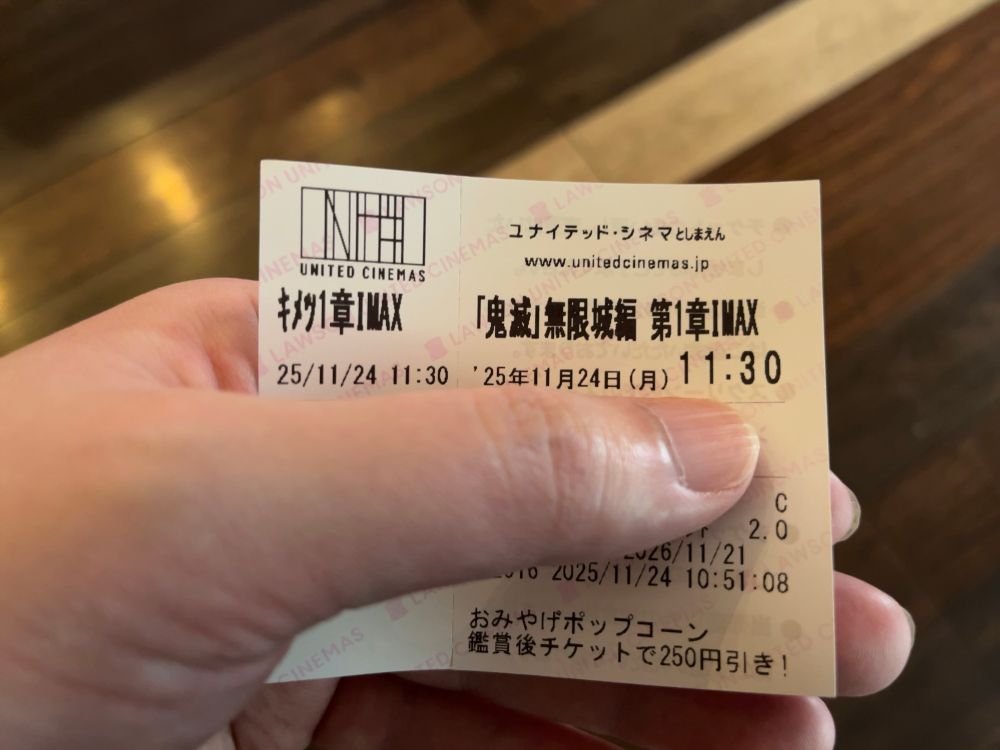 UNITED CINEMAS
キメツ1章IMAX
25/11/24 11:30
ユナイテッド・シネマとしまえん
www.unitedcinemas.jp
「鬼滅」無限城編 第1章IMAX
'25年11月24日(月) 11:30
C
2.0
2026/11/21
2025/11/24 10:51:08
おみやげポップコーン
鑑賞後チケットで250円引き!
LAWSON UNITED CINEMAS